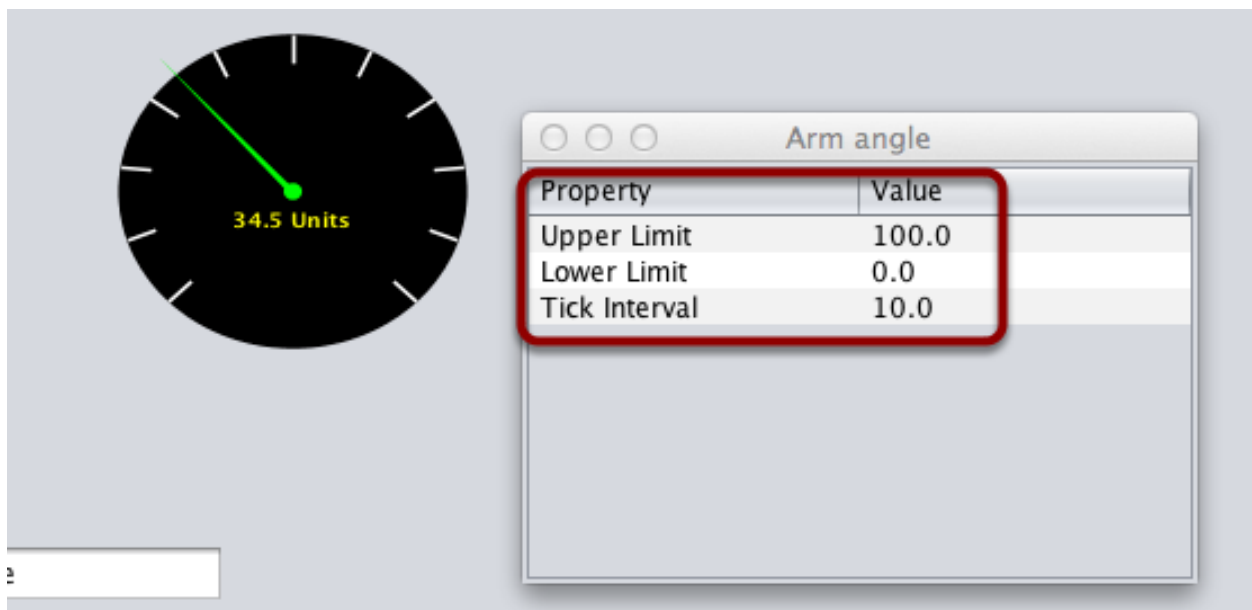 34.5 Units
Arm angle
Property Value
Upper Limit 100.0
Lower Limit 0.0
Tick Interval 10.0
e